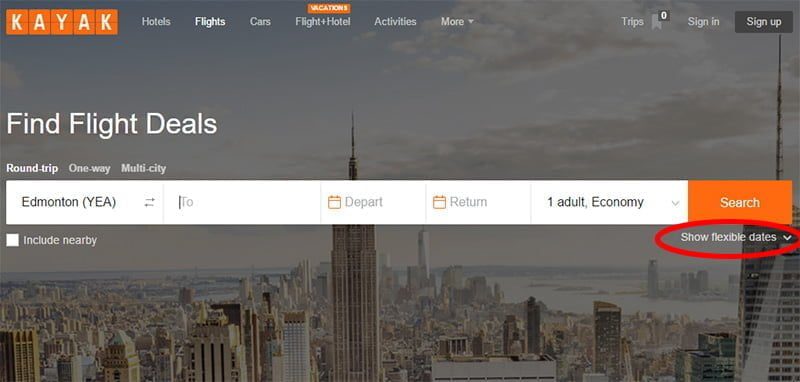 KAYAK Hotels Flights Cars Flight+Hotel Activities More Trips 0 Sign in Sign up
VACATIONS
Find Flight Deals
Round-trip One-way Multi-city
Edmonton (YEA) To Depart Return 1 adult, Economy Search
Include nearby Show flexible dates